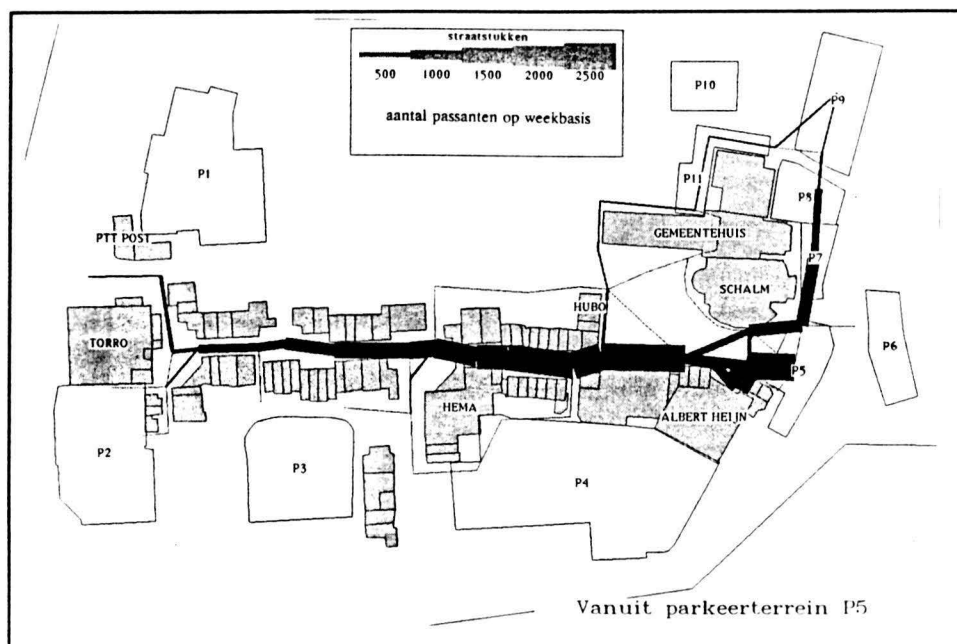 straatstukken
500 1000 1500 2000 2500
aantal passanten op weekbasis
P10
P9
P1
P11
P8
PTT POST
GEMEENTEHUIS
P7
SCHALM
HUBO
TORRO
P6
P5
HEMA
ALBERT HEIJN
P2
P3
P4
Vanuit parkeerterrein P5